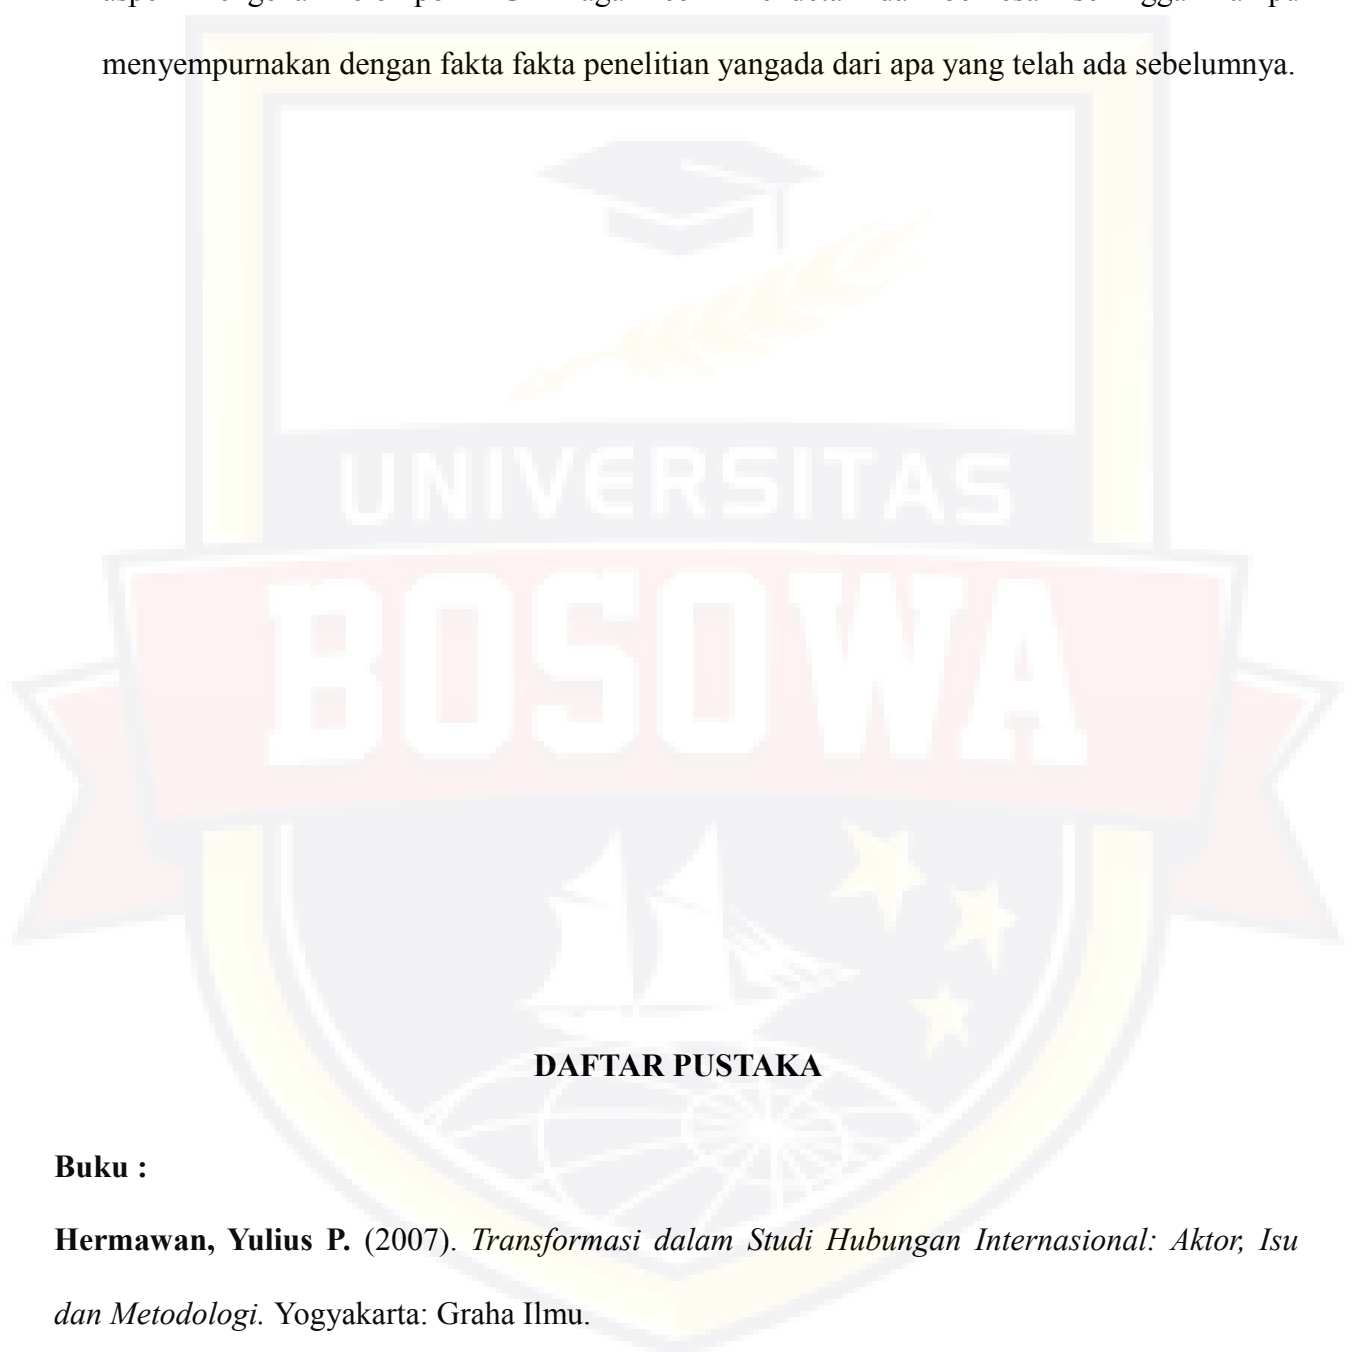 menyempurnakan dengan fakta fakta penelitian yangada dari apa yang telah ada sebelumnya.
UNIVERSITAS
BOSOWA
DAFTAR PUSTAKA
Buku :
Hermawan, Yulius P. (2007). Transformasi dalam Studi Hubungan Internasional: Aktor, Isu
dan Metodologi. Yogyakarta: Graha Ilmu.